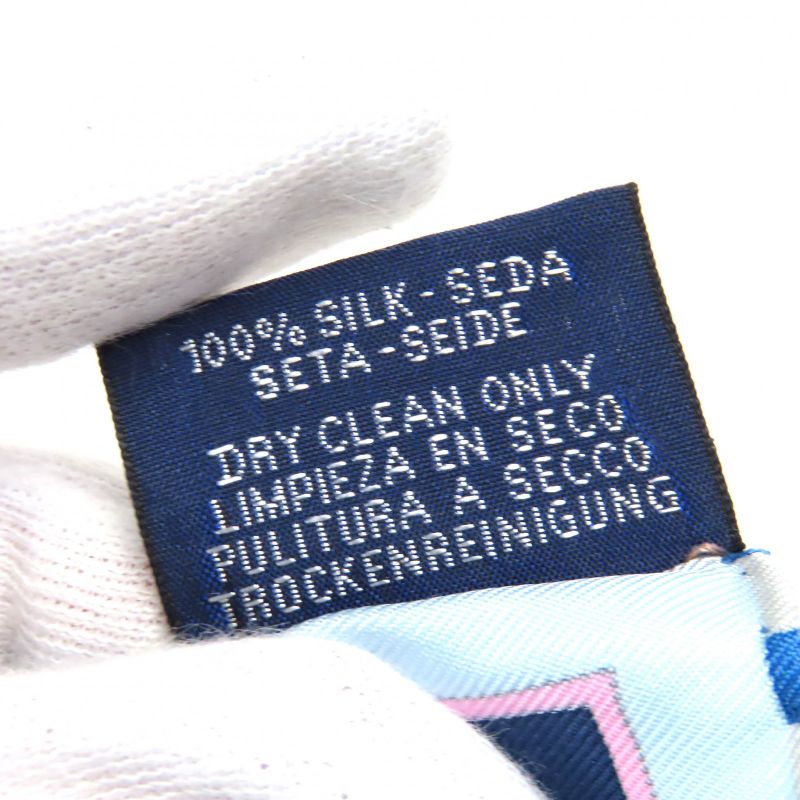 100% SILK-SEDA
SETA-SEIDE
DRY CLEAN ONLY
LIMPIEZA EN SECO
PULITURA A SECCO
TROCKENREINIGUNG